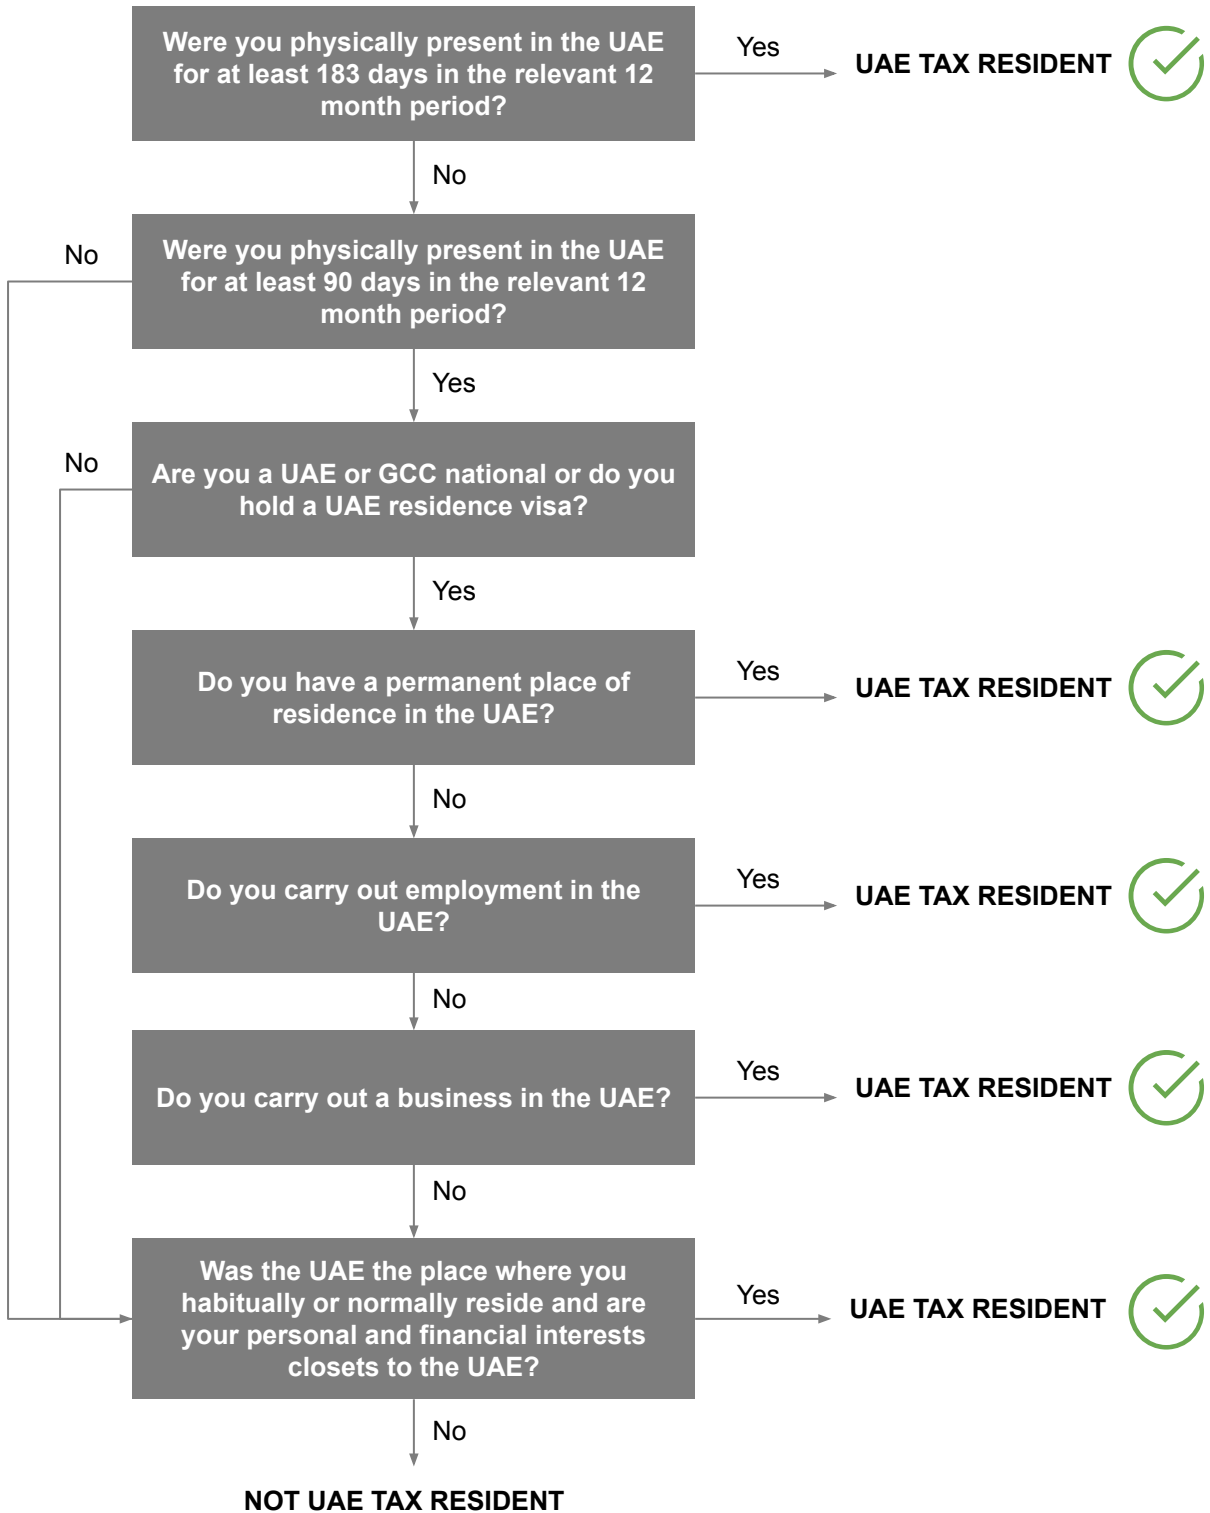 Were you physically present in the UAE
for at least 183 days in the relevant 12
month period?
Yes
UAE TAX RESIDENT
No
Were you physically present in the UAE
for at least 90 days in the relevant 12
month period?
No
Yes
Are you a UAE or GCC national or do you
hold a UAE residence visa?
No
Yes
Do you have a permanent place of
residence in the UAE?
Yes
UAE TAX RESIDENT
No
Do you carry out employment in the
UAE?
Yes
UAE TAX RESIDENT
No
Do you carry out a business in the UAE?
Yes
UAE TAX RESIDENT
No
Was the UAE the place where you
habitually or normally reside and are
your personal and financial interests
closets to the UAE?
Yes
UAE TAX RESIDENT
No
NOT UAE TAX RESIDENT